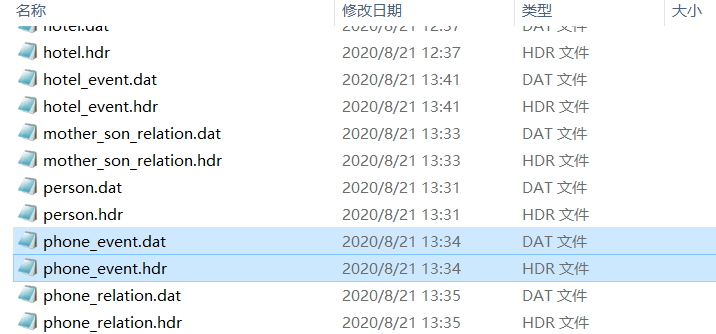 名称 修改日期 类型 大小
hotel.dat 2020/8/21 12:37 DAT 文件
hotel.hdr 2020/8/21 12:37 HDR 文件
hotel_event.dat 2020/8/21 13:41 DAT 文件
hotel_event.hdr 2020/8/21 13:41 HDR 文件
mother_son_relation.dat 2020/8/21 13:33 DAT 文件
mother_son_relation.hdr 2020/8/21 13:33 HDR 文件
person.dat 2020/8/21 13:31 DAT 文件
person.hdr 2020/8/21 13:31 HDR 文件
phone_event.dat 2020/8/21 13:34 DAT 文件
phone_event.hdr 2020/8/21 13:34 HDR 文件
phone_relation.dat 2020/8/21 13:35 DAT 文件
phone_relation.hdr 2020/8/21 13:35 HDR 文件